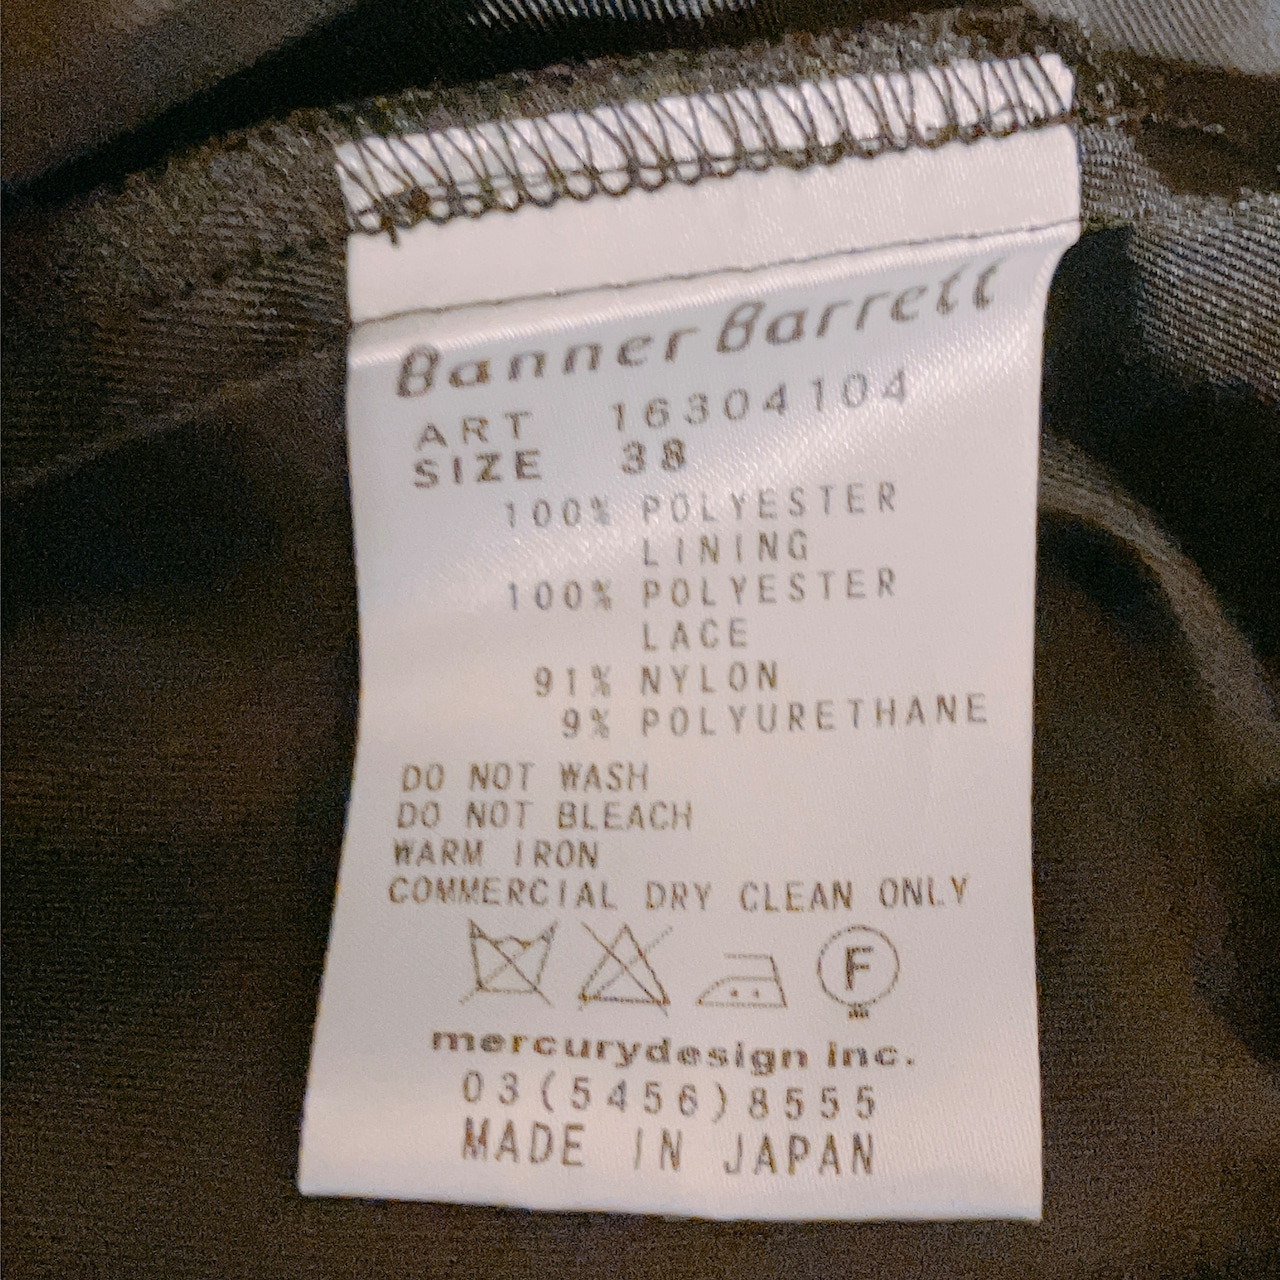 Banner Barrett
ART 16304104
SIZE 38
100% POLYESTER
LINING
100% POLYESTER
LACE
91% NYLON
9% POLYURETHANE
DO NOT WASH
DO NOT BLEACH
WARM IRON
COMMERCIAL DRY CLEAN ONLY
F
mercurydesign inc.
03(5456)8555
MADE IN JAPAN